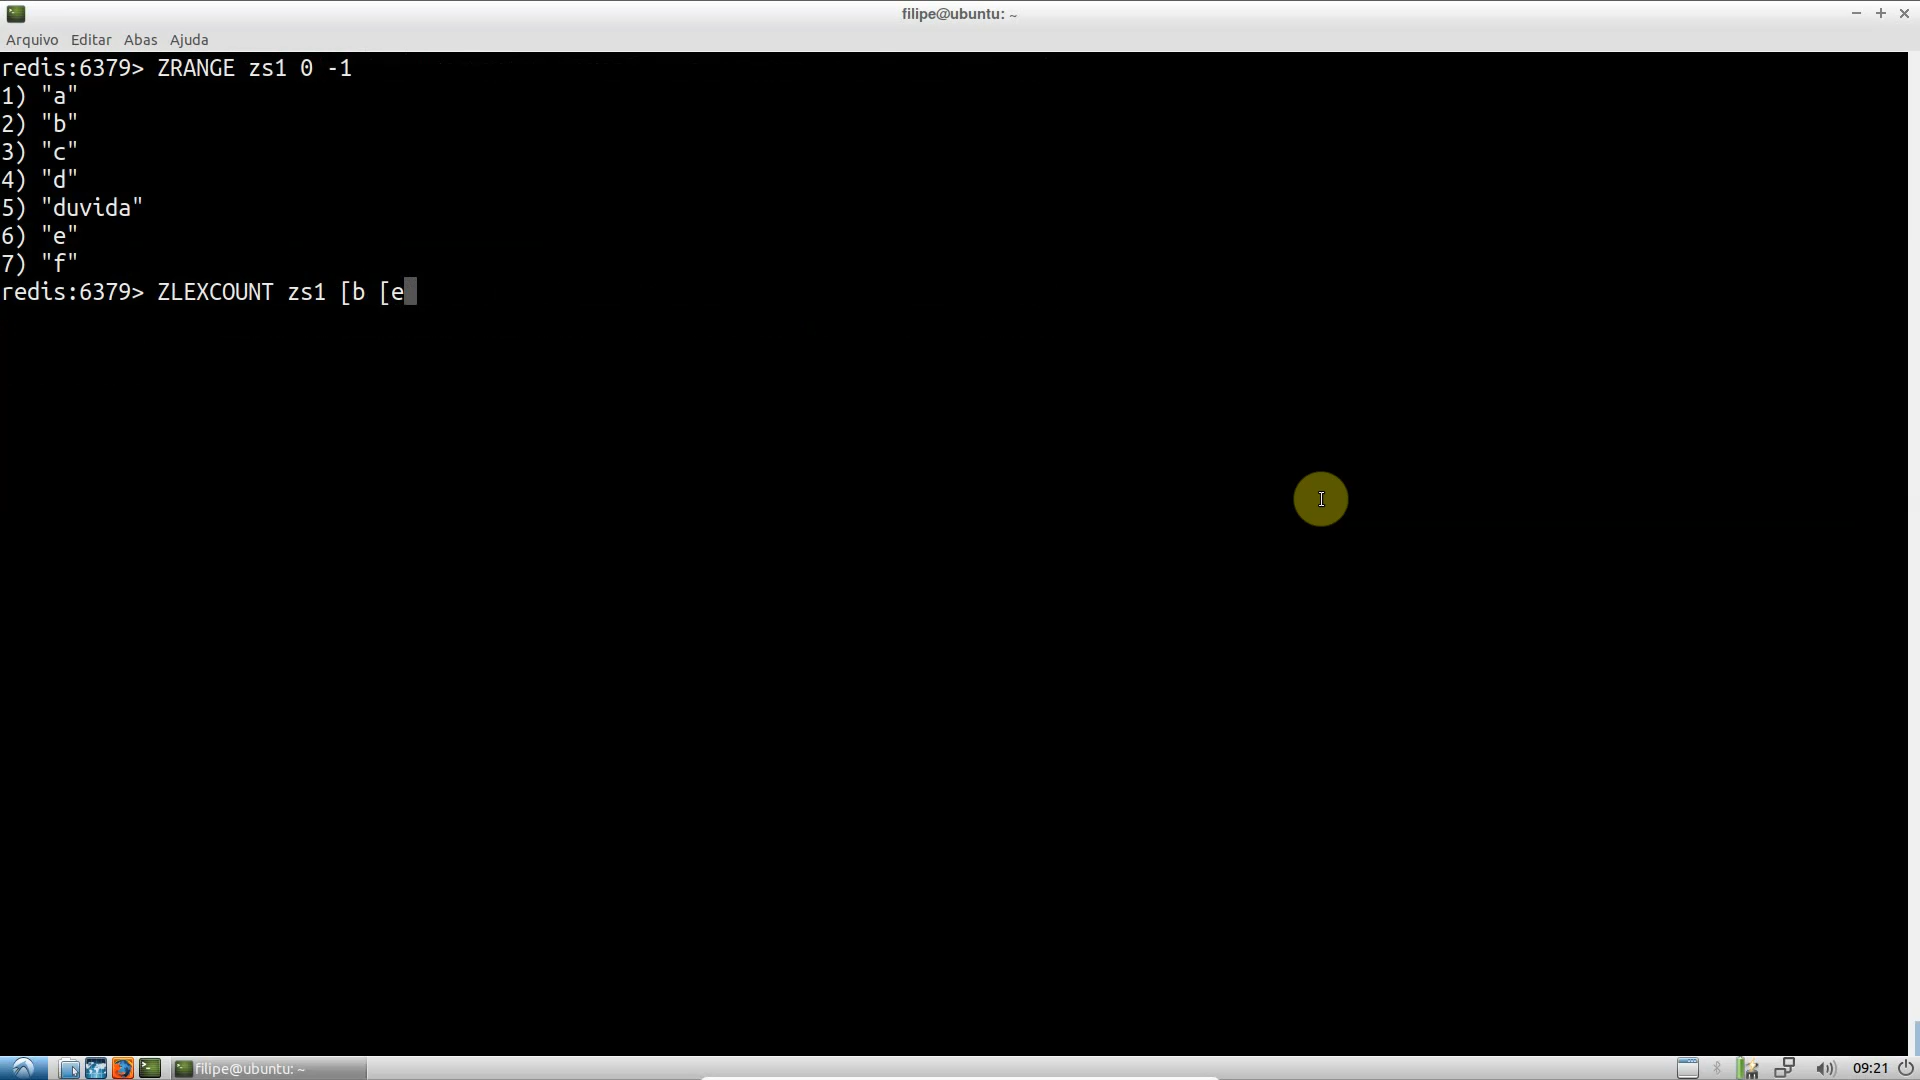 filipe@ubuntu: ~
Arquivo Editar Abas Ajuda
redis:6379> ZRANGE zs1 0 -1
1) "a"
2) "b"
3) "c"
4) "d"
5) "duvida"
6) "e"
7) "f"
redis:6379> ZLEXCOUNT zs1 [b [e
filipe@ubuntu: ~
09:21